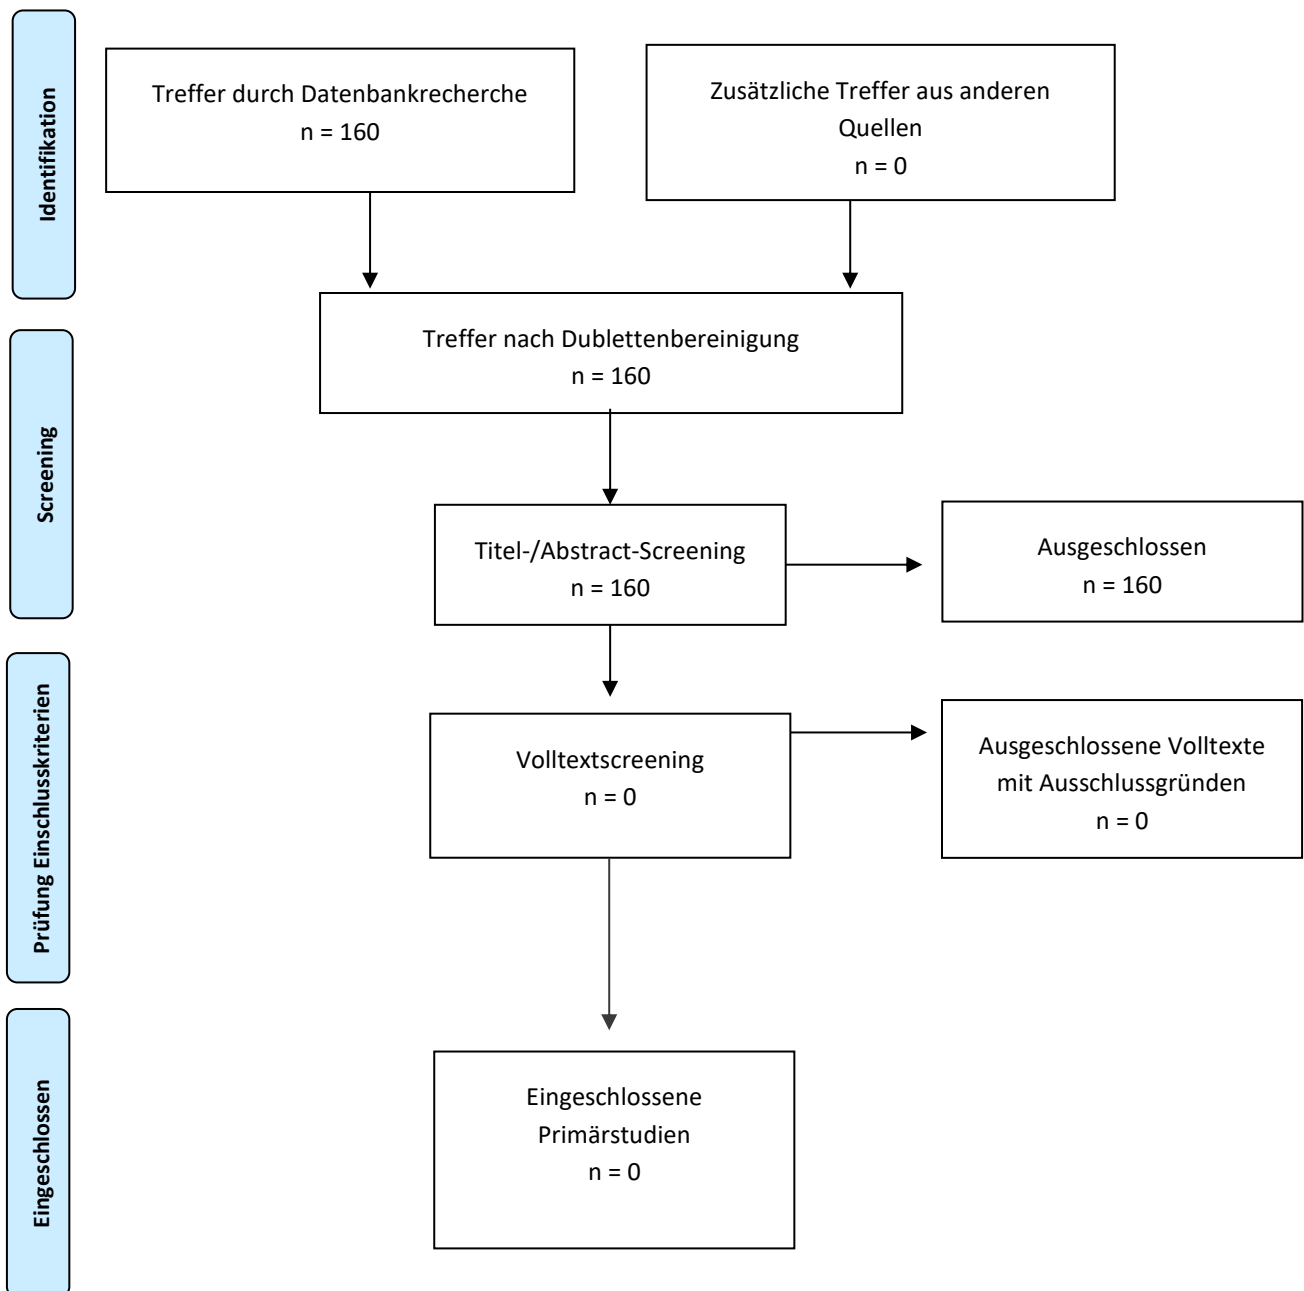 Identifikation
Treffer durch Datenbankrecherche
n = 160
Zusätzliche Treffer aus anderen
Quellen
n = 0
Screening
Treffer nach Dublettenbereinigung
n = 160
Titel-/Abstract-Screening
n = 160
Ausgeschlossen
n = 160
Prüfung Einschlusskriterien
Volltextscreening
n = 0
Ausgeschlossene Volltexte
mit Ausschlussgründen
n = 0
Eingeschlossen
Eingeschlossene
Primärstudien
n = 0